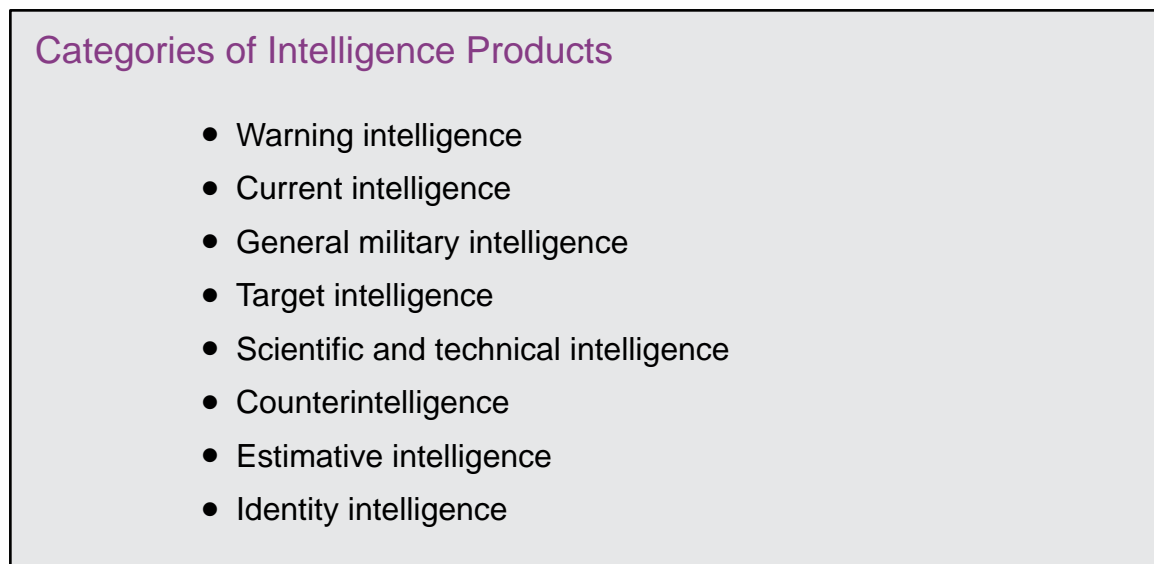 Categories of Intelligence Products
● Warning intelligence
● Current intelligence
● General military intelligence
● Target intelligence
● Scientific and technical intelligence
● Counterintelligence
● Estimative intelligence
● Identity intelligence